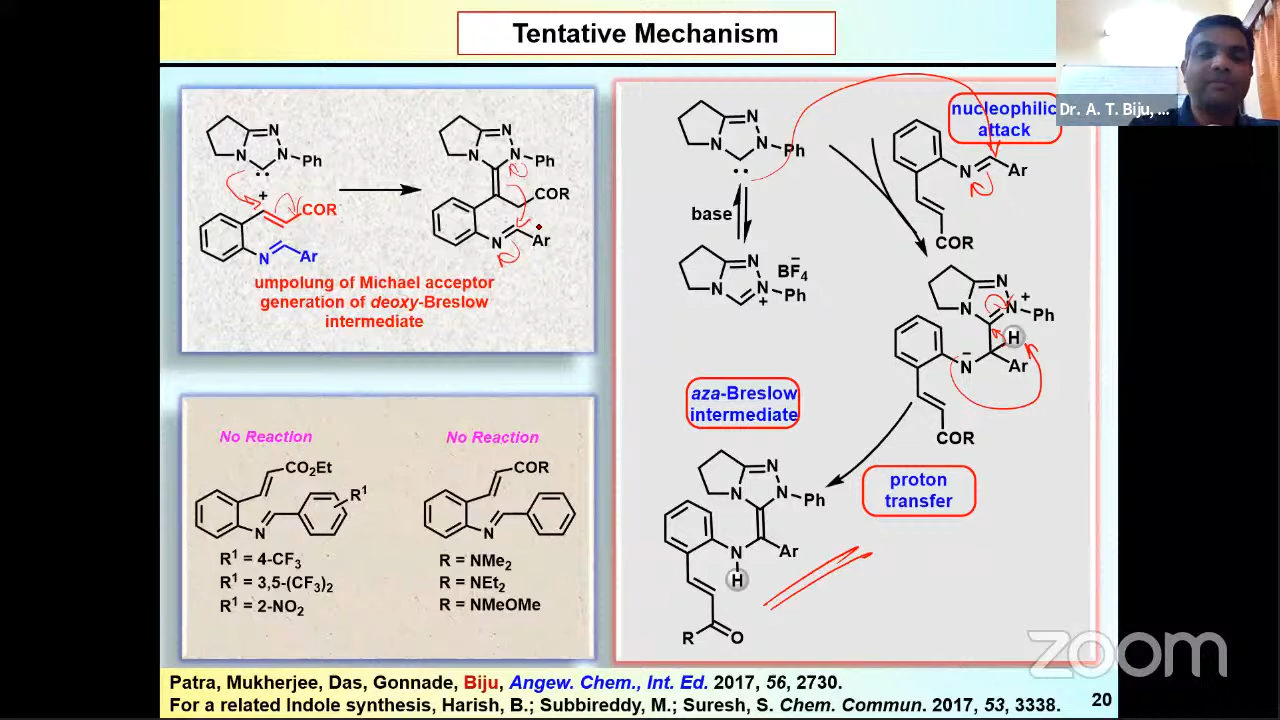 Tentative Mechanism
Dr. A. T. Biju, ...
N
N
N
Ph
+
COR
N
Ar
N
N
N
Ph
COR
N
Ar
umpolung of Michael acceptor
generation of deoxy-Breslow
intermediate
No Reaction
CO2Et
R1
N
R1 = 4-CF3
R1 = 3,5-(CF3)2
R1 = 2-NO2
No Reaction
COR
N
R = NMe2
R = NEt2
R = NMeOMe
N
N
N
Ph
base
N
N
N
+
Ph
BF4
−
nucleophilic
attack
N
Ar
COR
N
N
N
+
Ph
H
N
−
Ar
COR
proton
transfer
aza-Breslow
intermediate
N
N
N
Ph
N
H
Ar
R
O
zoom
Patra, Mukherjee, Das, Gonnade, Biju, Angew. Chem., Int. Ed. 2017, 56, 2730.
For a related Indole synthesis, Harish, B.; Subbireddy, M.; Suresh, S. Chem. Commun. 2017, 53, 3338.
20